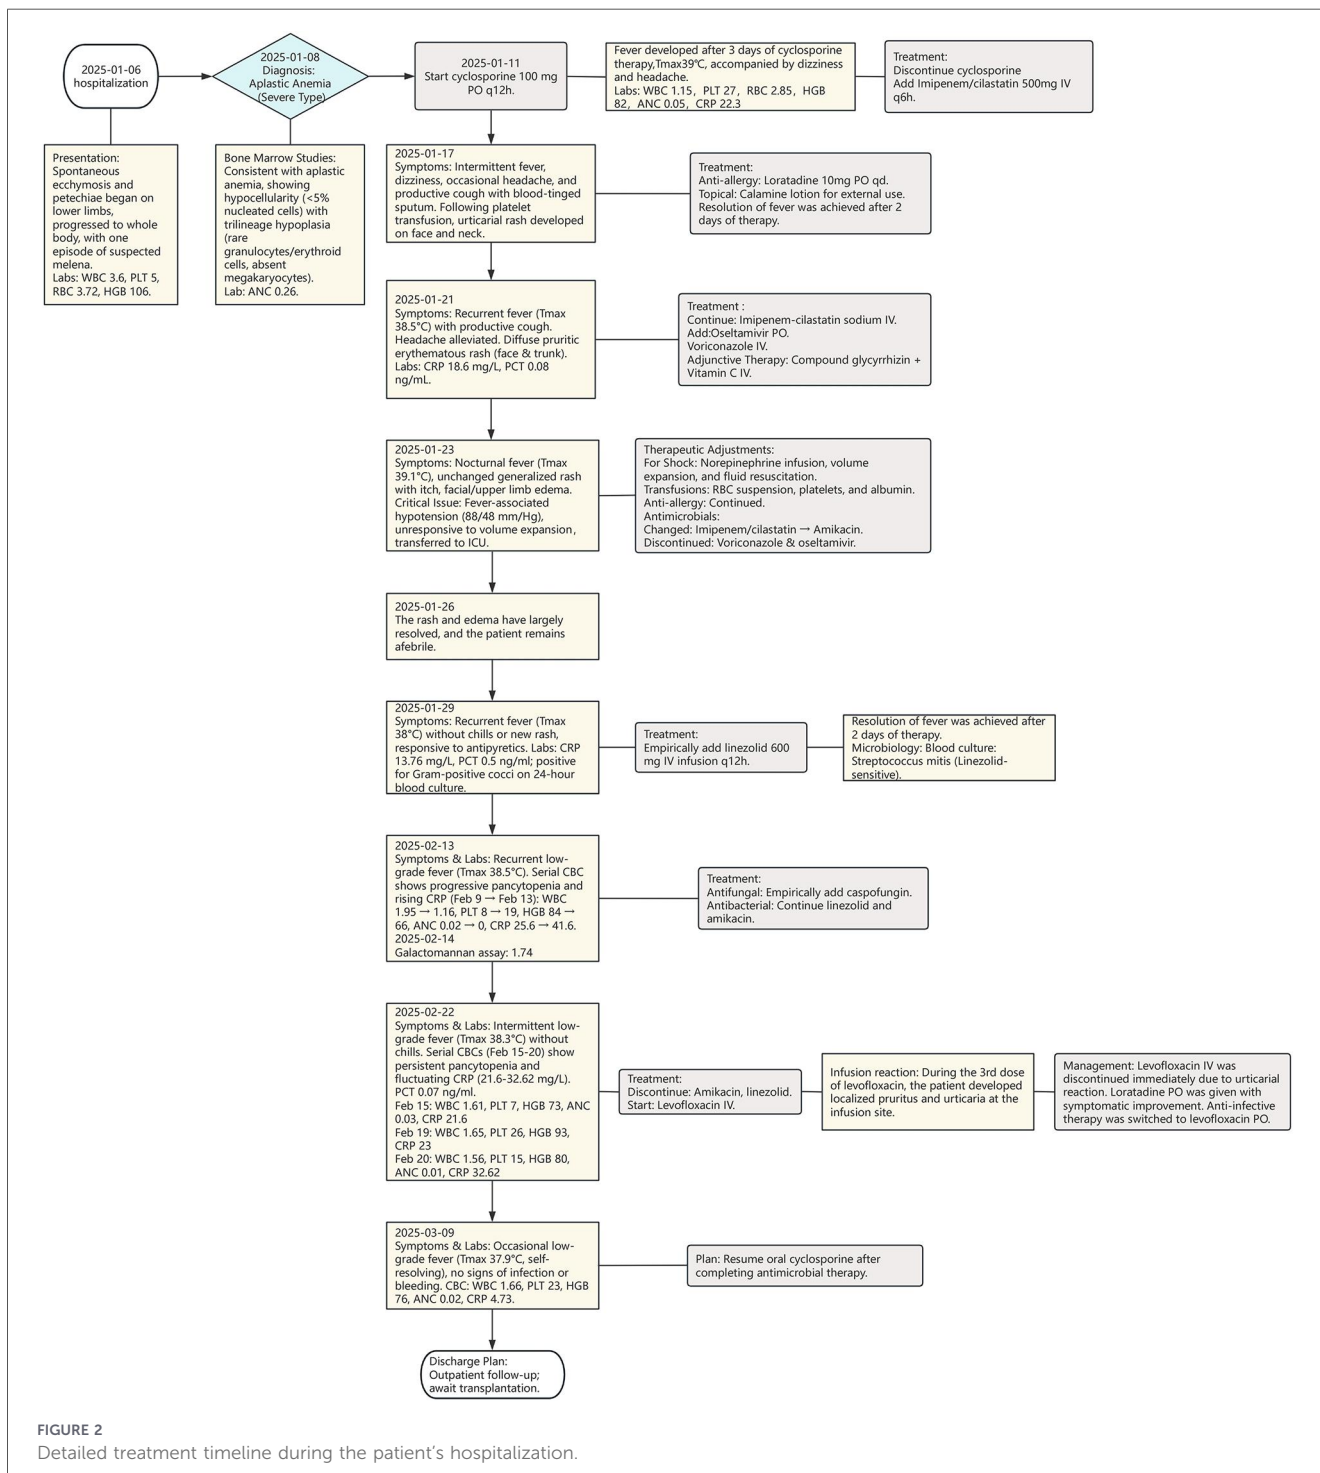 2025-01-06
hospitalization
2025-01-08
Diagnosis:
Aplastic Anemia
(Severe Type)
2025-01-11
Start cyclosporine 100 mg
PO q12h.
Fever developed after 3 days of cyclosporine
therapy,Tmax39℃, accompanied by dizziness
and headache.
Labs: WBC 1.15, PLT 27, RBC 2.85, HGB
82, ANC 0.05, CRP 22.3
Treatment:
Discontinue cyclosporine
Add Imipenem/cilastatin 500mg IV
q6h.
Presentation:
Spontaneous
ecchymosis and
petechiae began on
lower limbs,
progressed to whole
body, with one
episode of suspected
melena.
Labs: WBC 3.6, PLT 5,
RBC 3.72, HGB 106.
Bone Marrow Studies:
Consistent with aplastic
anemia, showing
hypocellularity (<5%
nucleated cells) with
trilineage hypoplasia
(rare
granulocytes/erythroid
cells, absent
megakaryocytes).
Lab: ANC 0.26.
2025-01-17
Symptoms: Intermittent fever,
dizziness, occasional headache, and
productive cough with blood-tinged
sputum. Following platelet
transfusion, urticarial rash developed
on face and neck.
Treatment:
Anti-allergy: Loratadine 10mg PO qd.
Topical: Calamine lotion for external use.
Resolution of fever was achieved after 2
days of therapy.
2025-01-21
Symptoms: Recurrent fever (Tmax
38.5°C) with productive cough.
Headache alleviated. Diffuse pruritic
erythematous rash (face & trunk).
Labs: CRP 18.6 mg/L, PCT 0.08
ng/mL.
Treatment :
Continue: Imipenem-cilastatin sodium IV.
Add:Oseltamivir PO.
Voriconazole IV.
Adjunctive Therapy: Compound glycyrrhizin +
Vitamin C IV.
2025-01-23
Symptoms: Nocturnal fever (Tmax
39.1°C), unchanged generalized rash
with itch, facial/upper limb edema.
Critical Issue: Fever-associated
hypotension (88/48 mm/Hg),
unresponsive to volume expansion,
transferred to ICU.
Therapeutic Adjustments:
For Shock: Norepinephrine infusion, volume
expansion, and fluid resuscitation.
Transfusions: RBC suspension, platelets, and albumin.
Anti-allergy: Continued.
Antimicrobials:
Changed: Imipenem/cilastatin → Amikacin.
Discontinued: Voriconazole & oseltamivir.
2025-01-26
The rash and edema have largely
resolved, and the patient remains
afebrile.
2025-01-29
Symptoms: Recurrent fever (Tmax
38°C) without chills or new rash,
responsive to antipyretics. Labs: CRP
13.76 mg/L, PCT 0.5 ng/ml; positive
for Gram-positive cocci on 24-hour
blood culture.
Treatment:
Empirically add linezolid 600
mg IV infusion q12h.
Resolution of fever was achieved after
2 days of therapy.
Microbiology: Blood culture:
Streptococcus mitis (Linezolid-
sensitive).
2025-02-13
Symptoms & Labs: Recurrent low-
grade fever (Tmax 38.5°C). Serial CBC
shows progressive pancytopenia and
rising CRP (Feb 9 → Feb 13): WBC
1.95 → 1.16, PLT 8 → 19, HGB 84 →
66, ANC 0.02 → 0, CRP 25.6 → 41.6.
2025-02-14
Galactomannan assay: 1.74
Treatment:
Antifungal: Empirically add caspofungin.
Antibacterial: Continue linezolid and
amikacin.
2025-02-22
Symptoms & Labs: Intermittent low-
grade fever (Tmax 38.3°C) without
chills. Serial CBCs (Feb 15-20) show
persistent pancytopenia and
fluctuating CRP (21.6-32.62 mg/L).
PCT 0.07 ng/ml.
Feb 15: WBC 1.61, PLT 7, HGB 73, ANC
0.03, CRP 21.6
Feb 19: WBC 1.65, PLT 26, HGB 93,
CRP 23
Feb 20: WBC 1.56, PLT 15, HGB 80,
ANC 0.01, CRP 32.62
Treatment:
Discontinue: Amikacin, linezolid.
Start: Levofloxacin IV.
Infusion reaction: During the 3rd dose
of levofloxacin, the patient developed
localized pruritus and urticaria at the
infusion site.
Management: Levofloxacin IV was
discontinued immediately due to urticarial
reaction. Loratadine PO was given with
symptomatic improvement. Anti-infective
therapy was switched to levofloxacin PO.
2025-03-09
Symptoms & Labs: Occasional low-
grade fever (Tmax 37.9°C, self-
resolving), no signs of infection or
bleeding. CBC: WBC 1.66, PLT 23, HGB
76, ANC 0.02, CRP 4.73.
Plan: Resume oral cyclosporine after
completing antimicrobial therapy.
Discharge Plan:
Outpatient follow-up;
await transplantation.
FIGURE 2
Detailed treatment timeline during the patient's hospitalization.